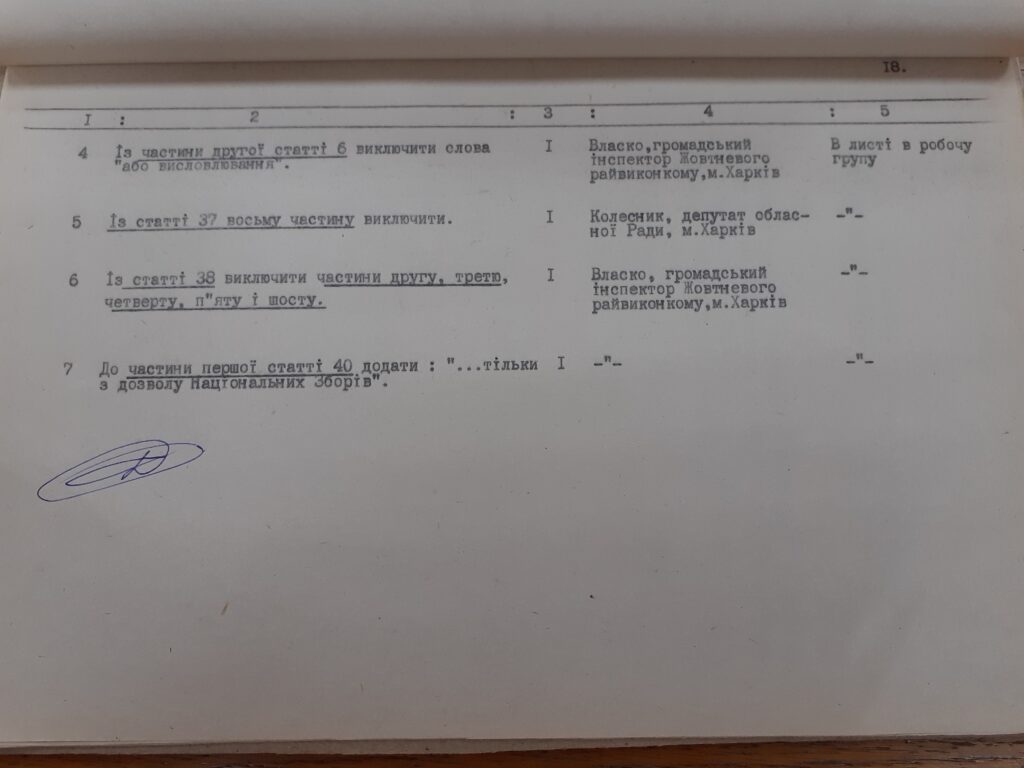 I8.
I : 2 : 3 : 4 : 5
4 Із частини другої статті 6 виключити слова I Власко,громадський В листі в робочу
"або висловлювання". інспектор Жовтневого групу
райвиконкому,м.Харків
5 Із статті 37 восьму частину виключити. I Колесник, депутат облас- -"-
ної Ради, м.Харків
6 Із статті 38 виключити частини другу, третю, I Власко, громадський -"-
четверту, п"яту і шосту. інспектор Жовтневого
райвиконкому,м.Харків
7 До частини першої статті 40 додати : "...тільки I -"- -"-
з дозволу Національних Зборів".